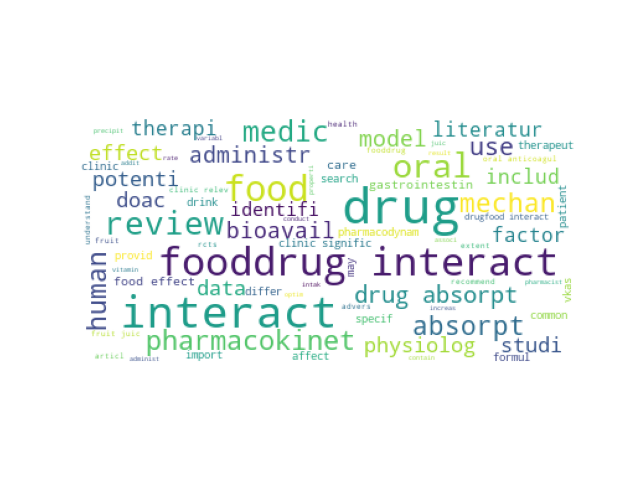 precipit
therapi
variabl
medic
health
model
juic
literatur
effect
rate
administr
fooddrug
result
use
therapeut
clinic
addit
care
oral
oral anticoagul
potenti
clinic relev
food
properti
search
gastrointestin
includ
doac
drink
identifi
drug
mechan
patient
understand
review
conduct
bioavail
pharmacodynam
drugfood interact
fruit
rcts
clinic signific
associ
factor
human
provid
fooddrug interact
extent
vitamin
food effect
data
differ
intak
may
advers
recommend
pharmacist
vkas
interact
optim
drug absorpt
specif
increas
common
fruit juic
pharmacokinet
absorpt
physiolog
studi
articl
administ
import
affect
contain
formul